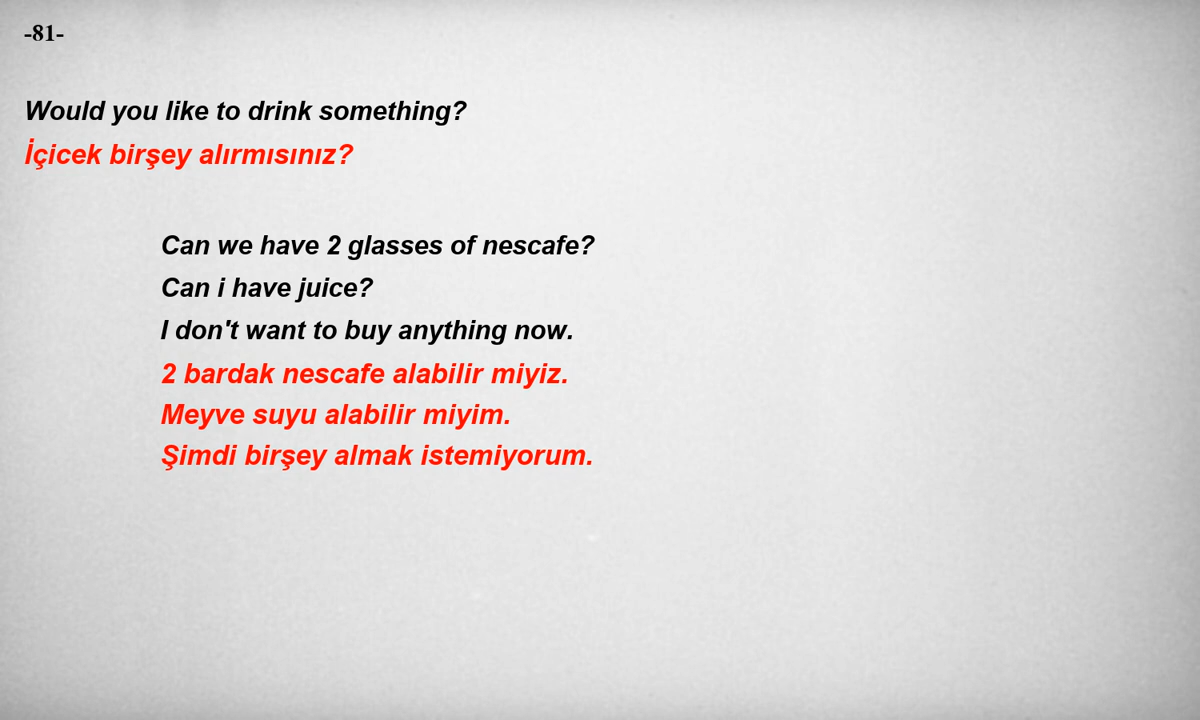 -81-
Would you like to drink something?
İçicek birşey alırmısınız?
Can we have 2 glasses of nescafe?
Can i have juice?
I don't want to buy anything now.
2 bardak nescafe alabilir miyiz.
Meyve suyu alabilir miyim.
Şimdi birşey almak istemiyorum.